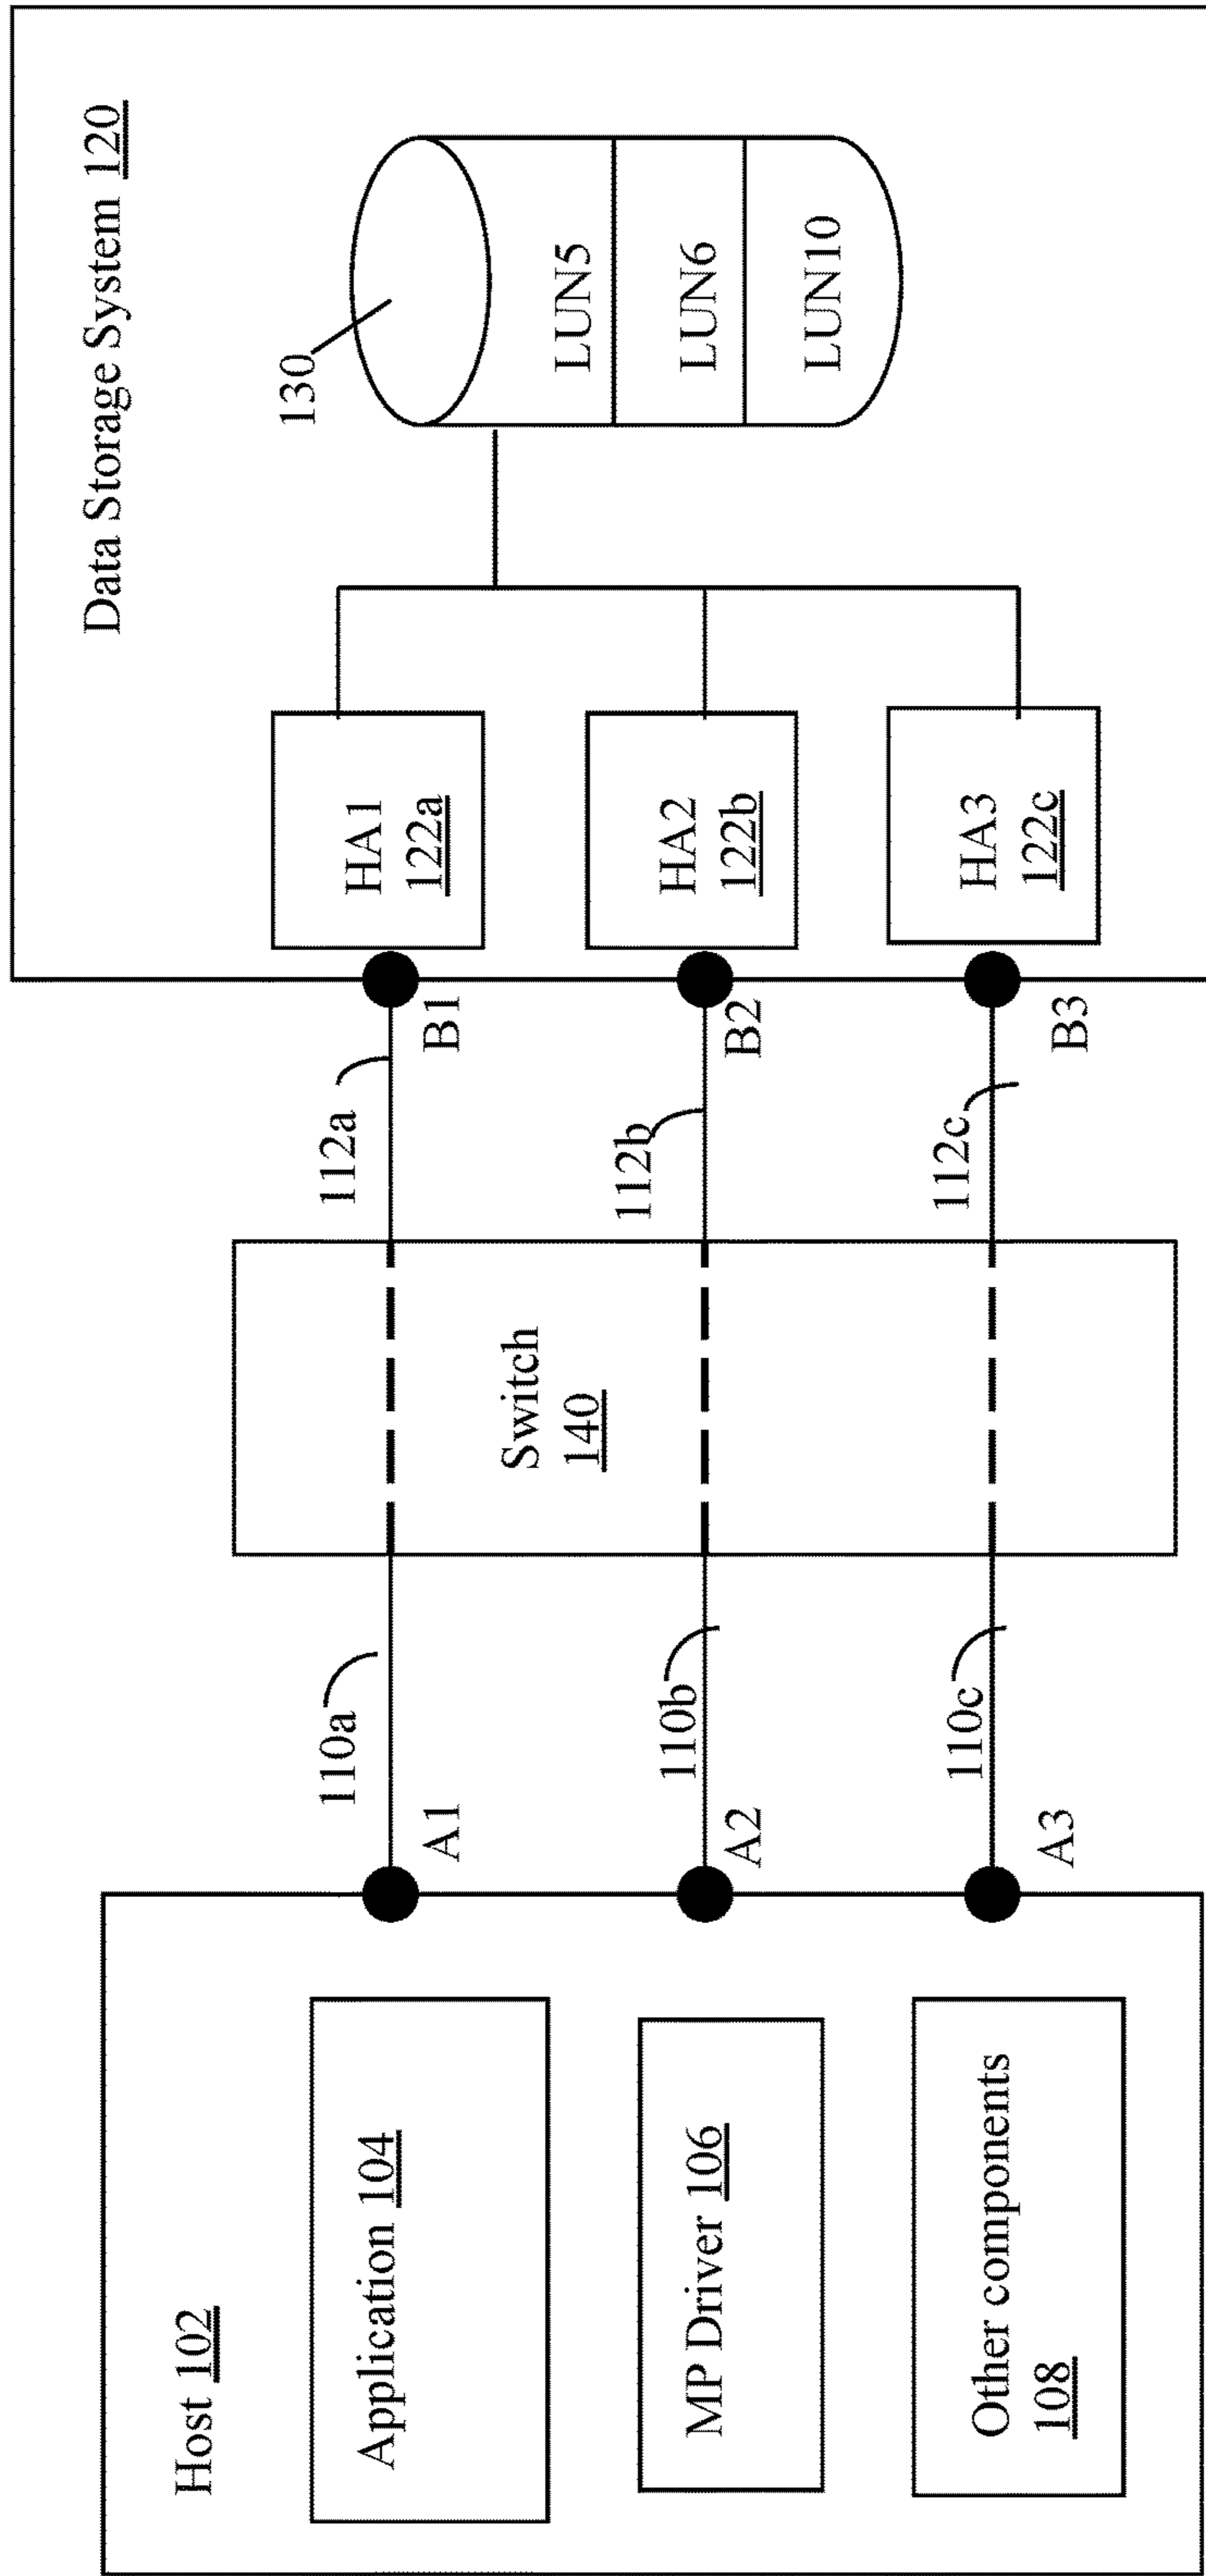 Host 102
Application 104
MP Driver 106
Other components
108
A1
A2
A3
110a
110b
110c
Switch
140
112a
112b
112c
B1
B2
B3
Data Storage System 120
HA1
122a
HA2
122b
HA3
122c
130
LUN5
LUN6
LUN10